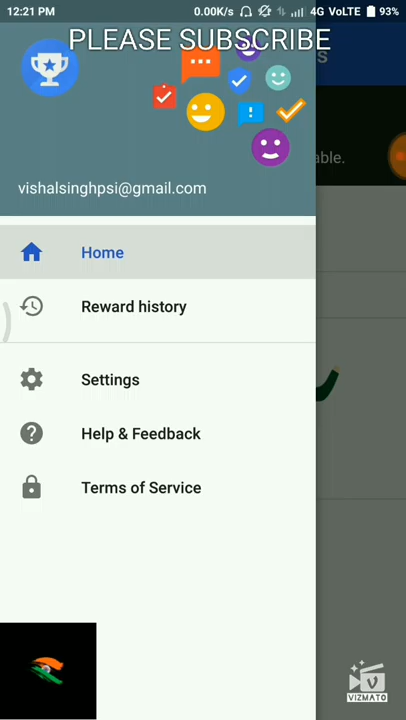 12:21 PM 0.00K/s 4G VoLTE 93%
PLEASE SUBSCRIBE
S
able.
vishalsinghpsi@gmail.com
Home
Reward history
Settings
Help & Feedback
Terms of Service
VIZMATO